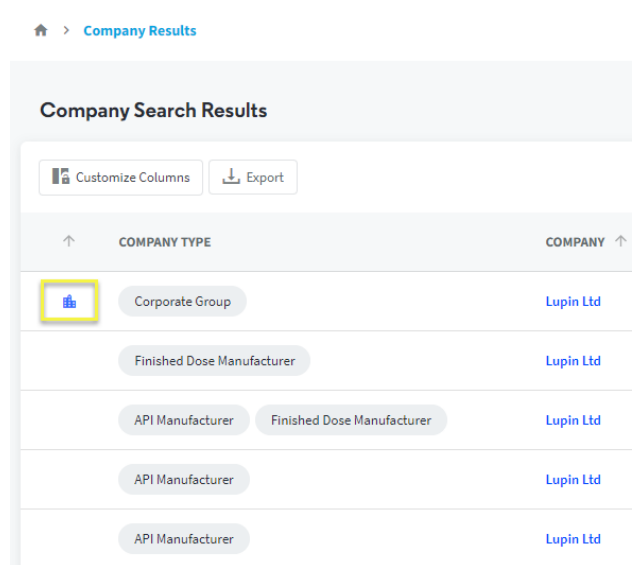 Company Results
Company Search Results
Customize Columns Export
COMPANY TYPE COMPANY
Corporate Group Lupin Ltd
Finished Dose Manufacturer Lupin Ltd
API Manufacturer Finished Dose Manufacturer Lupin Ltd
API Manufacturer Lupin Ltd
API Manufacturer Lupin Ltd